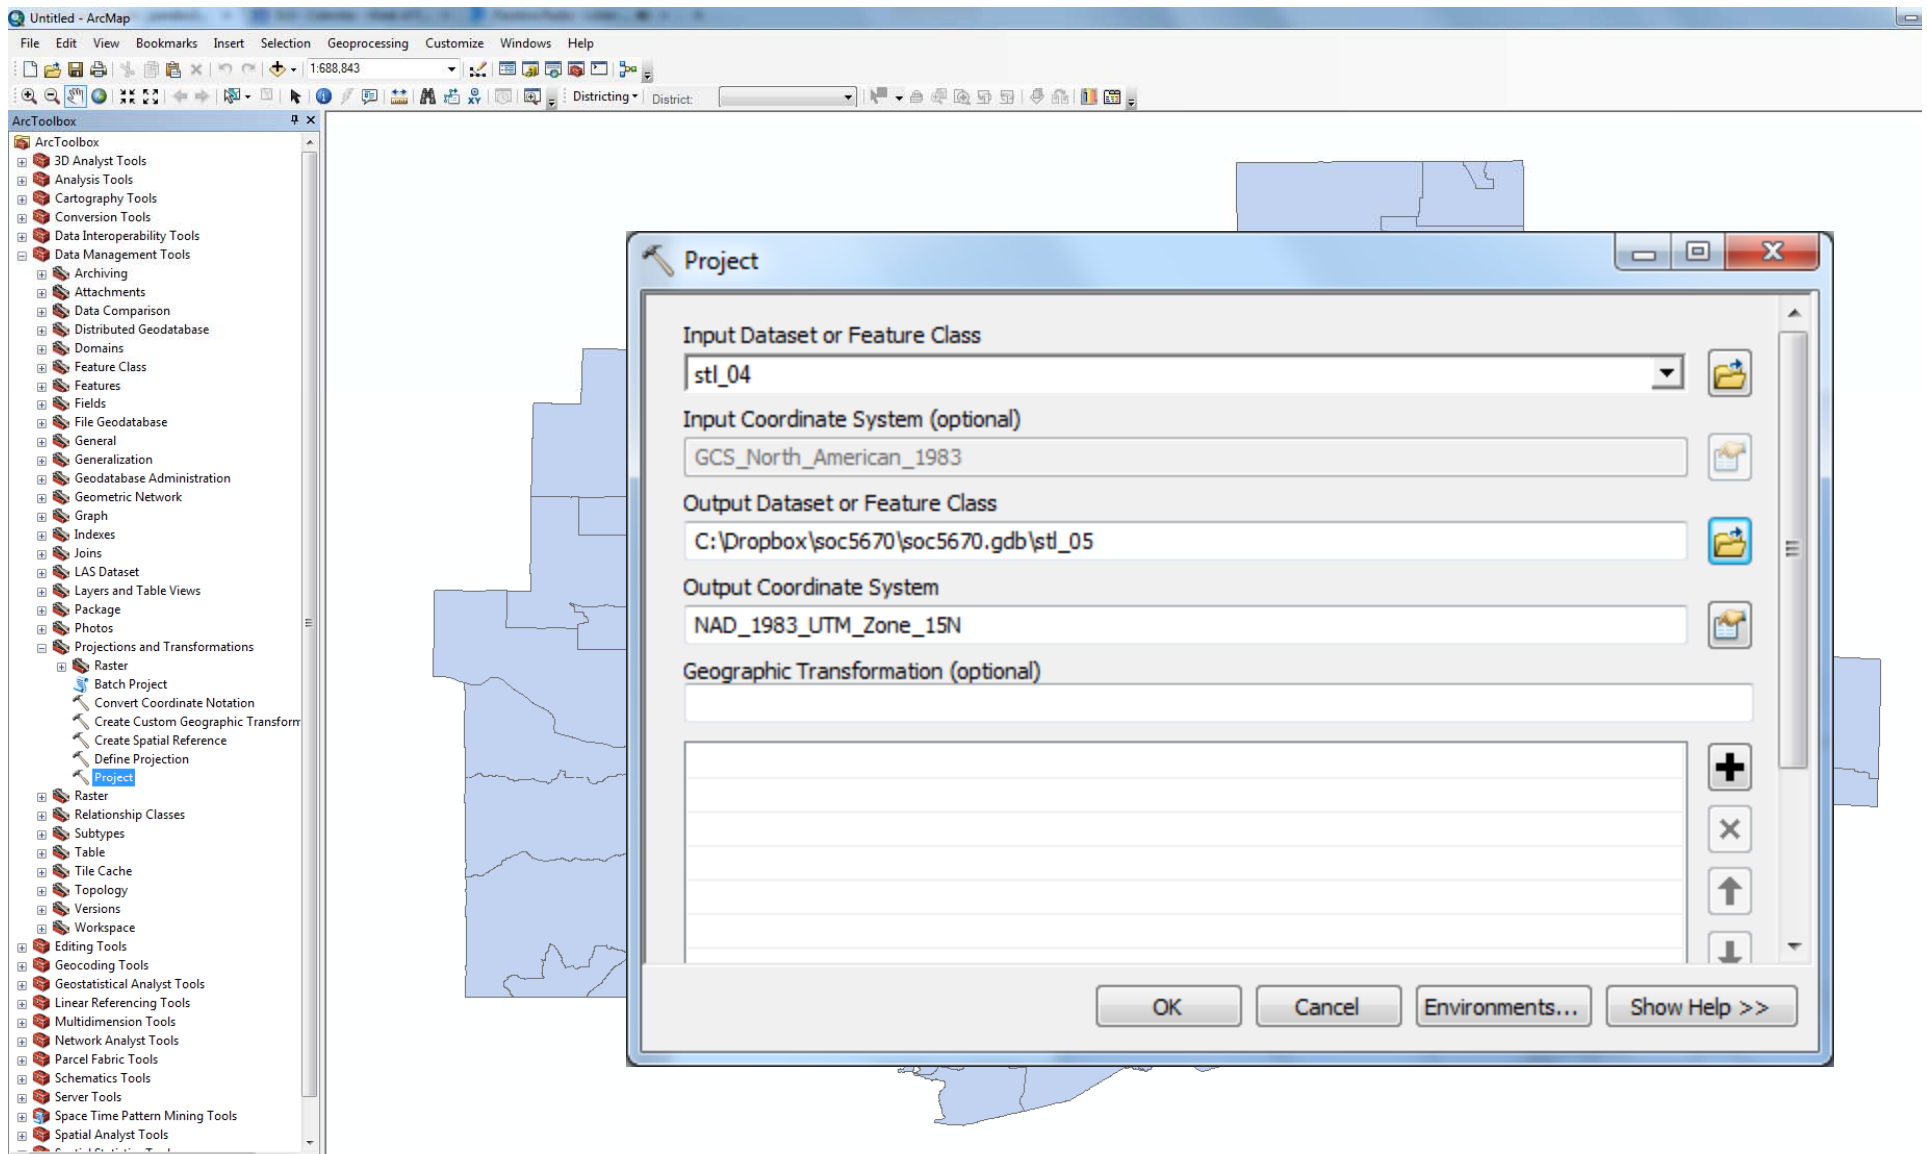 Untitled - ArcMap
File Edit View Bookmarks Insert Selection Geoprocessing Customize Windows Help
1:688,843
Districting District:
ArcToolbox
ArcToolbox
3D Analyst Tools
Analysis Tools
Cartography Tools
Conversion Tools
Data Interoperability Tools
Data Management Tools
Archiving
Attachments
Data Comparison
Distributed Geodatabase
Domains
Feature Class
Features
Fields
File Geodatabase
General
Generalization
Geodatabase Administration
Geometric Network
Graph
Indexes
Joins
LAS Dataset
Layers and Table Views
Package
Photos
Projections and Transformations
Raster
Batch Project
Convert Coordinate Notation
Create Custom Geographic Transform
Create Spatial Reference
Define Projection
Project
Raster
Relationship Classes
Subtypes
Table
Tile Cache
Topology
Versions
Workspace
Editing Tools
Geocoding Tools
Geostatistical Analyst Tools
Linear Referencing Tools
Multidimension Tools
Network Analyst Tools
Parcel Fabric Tools
Schematics Tools
Server Tools
Space Time Pattern Mining Tools
Spatial Analyst Tools
Project
Input Dataset or Feature Class
stl_04
Input Coordinate System (optional)
GCS_North_American_1983
Output Dataset or Feature Class
C:\Dropbox\soc5670\soc5670.gdb\stl_05
Output Coordinate System
NAD_1983_UTM_Zone_15N
Geographic Transformation (optional)
OK Cancel Environments... Show Help >>